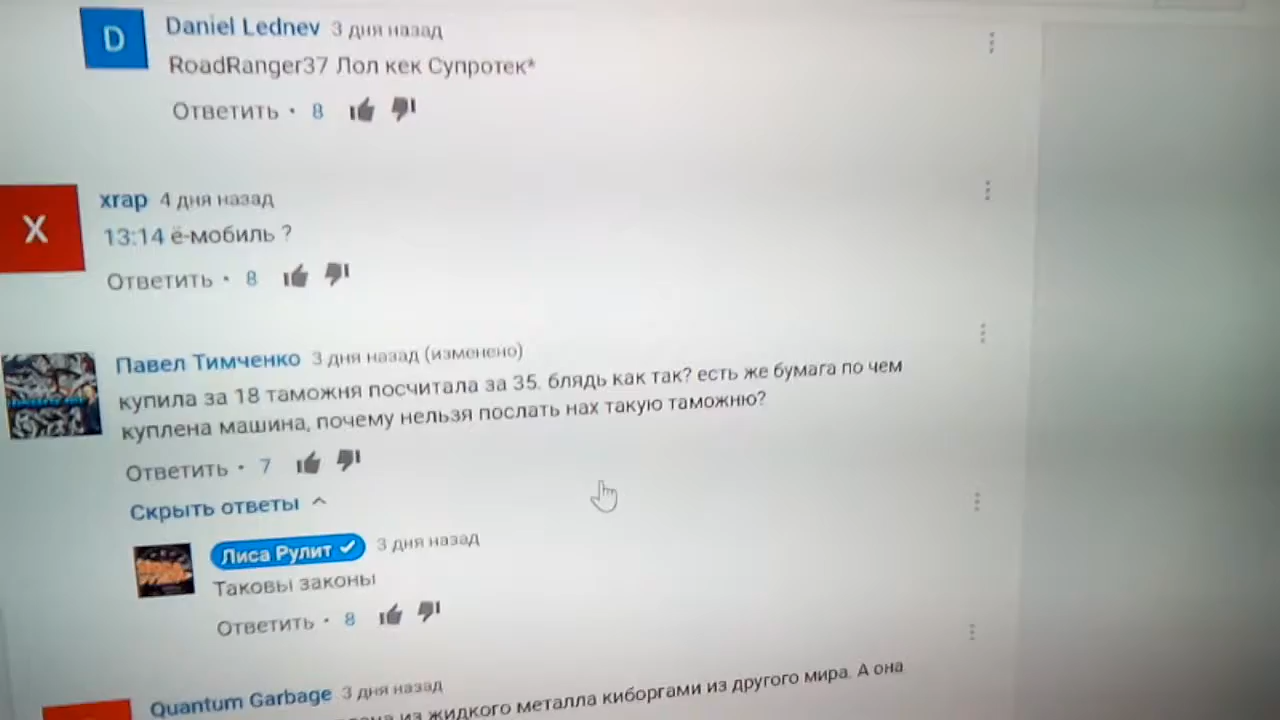 D
Daniel Lednev 3 дня назад
RoadRanger37 Лол кек Супротек*
Ответить · 8
X
xrap 4 дня назад
13:14 ё-мобиль ?
Ответить · 8
Павел Тимченко 3 дня назад (изменено)
купила за 18 таможня посчитала за 35. блядь как так? есть же бумага по чем
куплена машина, почему нельзя послать нах такую таможню?
Ответить · 7
Скрыть ответы
Лиса Рулит 3 дня назад
Таковы законы
Ответить · 8
Quantum Garbage 3 дня назад
из жидкого металла киборгами из другого мира. А она